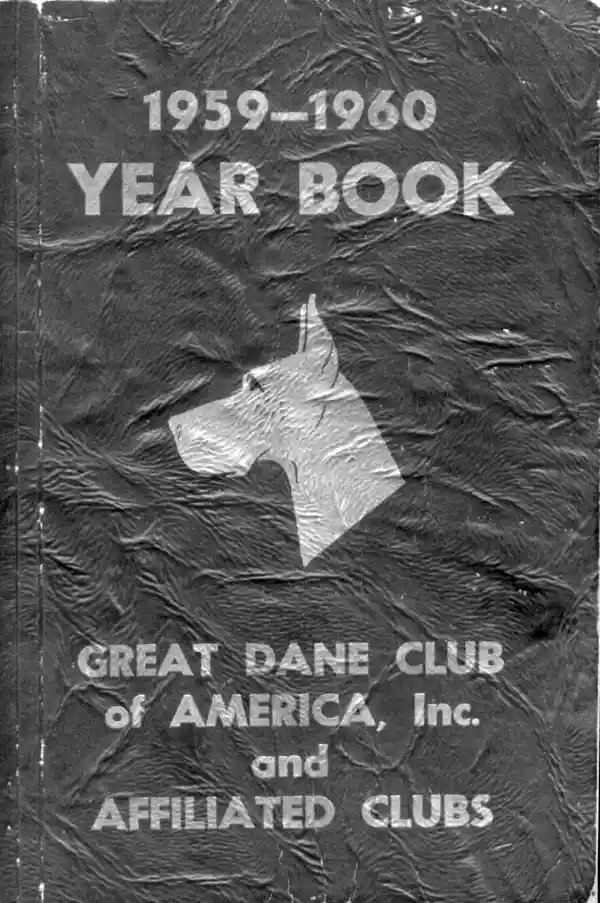 1959–1960
YEAR BOOK
GREAT DANE CLUB
of AMERICA, Inc.
and
AFFILIATED CLUBS